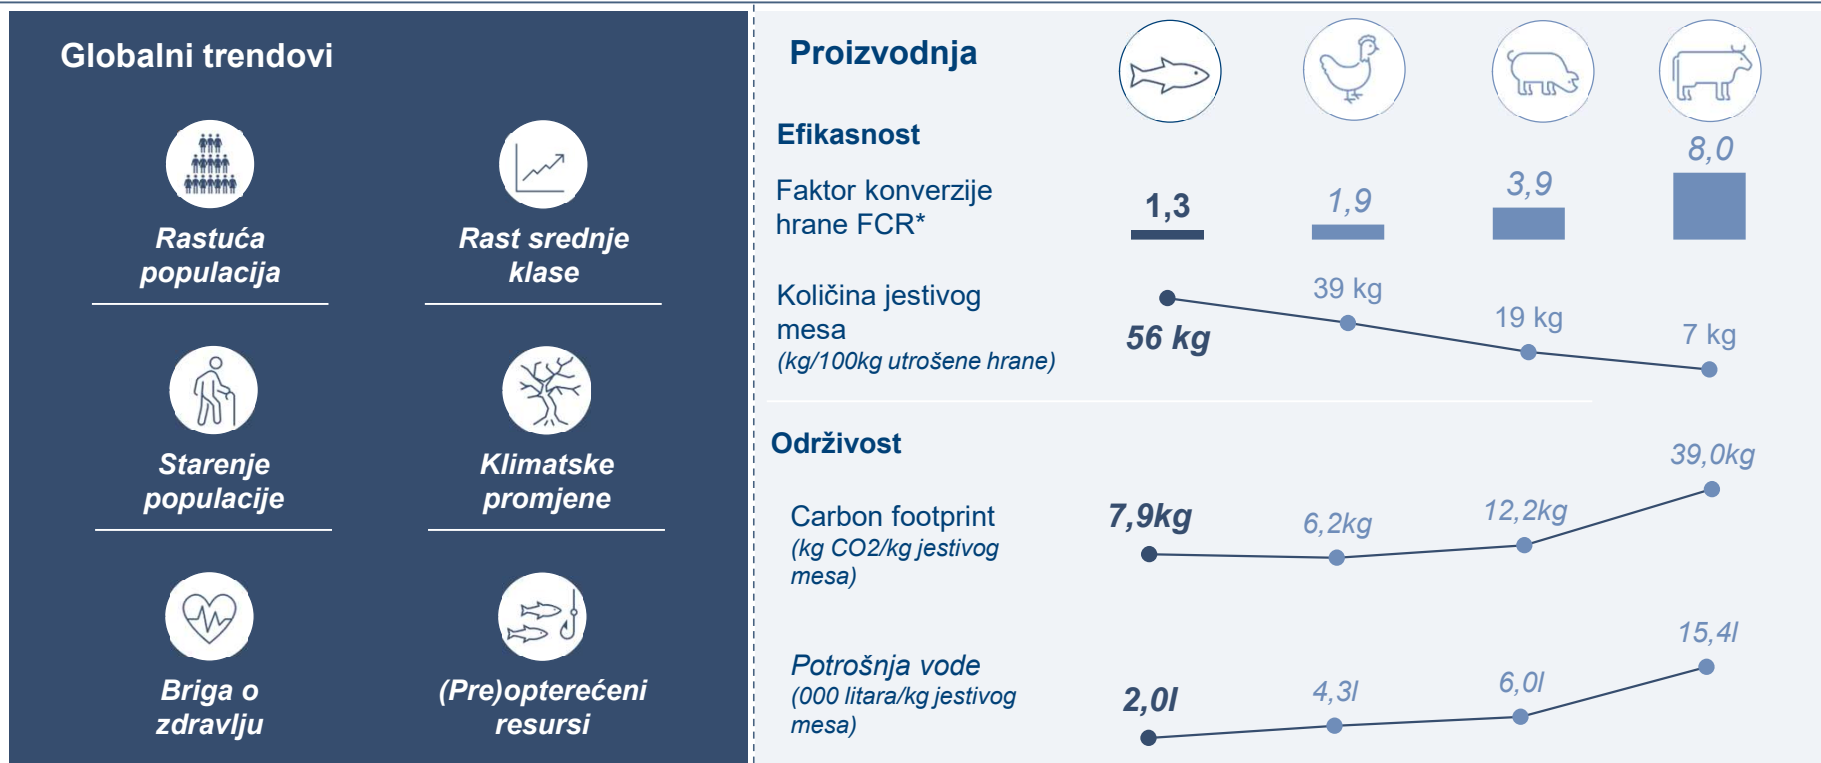 Globalni trendovi
Rastuća
populacija
Rast srednje
klase
Starenje
populacije
Klimatske
promjene
Briga o
zdravlju
(Pre)opterećeni
resursi
Proizvodnja
Efikasnost
Faktor konverzije
hrane FCR*
1,3
1,9
3,9
8,0
Količina jestivog
mesa
(kg/100kg utrošene hrane)
56 kg
39 kg
19 kg
7 kg
Održivost
Carbon footprint
(kg CO2/kg jestivog
mesa)
7,9kg
6,2kg
12,2kg
39,0kg
Potrošnja vode
(000 litara/kg jestivog
mesa)
2,0l
4,3l
6,0l
15,4l